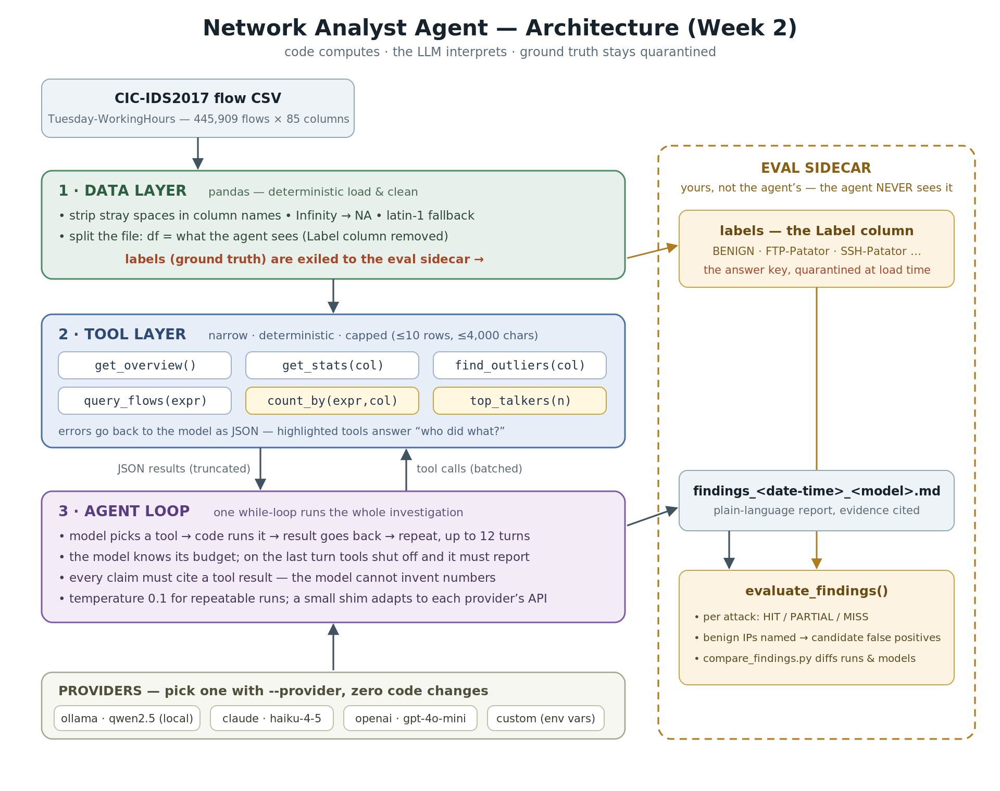 Network Analyst Agent — Architecture (Week 2)
code computes · the LLM interprets · ground truth stays quarantined
CIC-IDS2017 flow CSV
Tuesday-WorkingHours — 445,909 flows × 85 columns
1 · DATA LAYER pandas — deterministic load & clean
• strip stray spaces in column names • Infinity → NA • latin-1 fallback
• split the file: df = what the agent sees (Label column removed)
labels (ground truth) are exiled to the eval sidecar →
2 · TOOL LAYER narrow · deterministic · capped (≤10 rows, ≤4,000 chars)
get_overview() get_stats(col) find_outliers(col)
query_flows(expr) count_by(expr,col) top_talkers(n)
errors go back to the model as JSON — highlighted tools answer “who did what?”
JSON results (truncated) tool calls (batched)
3 · AGENT LOOP one while-loop runs the whole investigation
• model picks a tool → code runs it → result goes back → repeat, up to 12 turns
• the model knows its budget; on the last turn tools shut off and it must report
• every claim must cite a tool result — the model cannot invent numbers
• temperature 0.1 for repeatable runs; a small shim adapts to each provider’s API
PROVIDERS — pick one with --provider, zero code changes
ollama · qwen2.5 (local) claude · haiku-4-5 openai · gpt-4o-mini custom (env vars)
EVAL SIDECAR
yours, not the agent’s — the agent NEVER sees it
labels — the Label column
BENIGN · FTP-Patator · SSH-Patator …
the answer key, quarantined at load time
findings_<date-time>_<model>.md
plain-language report, evidence cited
evaluate_findings()
• per attack: HIT / PARTIAL / MISS
• benign IPs named → candidate false positives
• compare_findings.py diffs runs & models